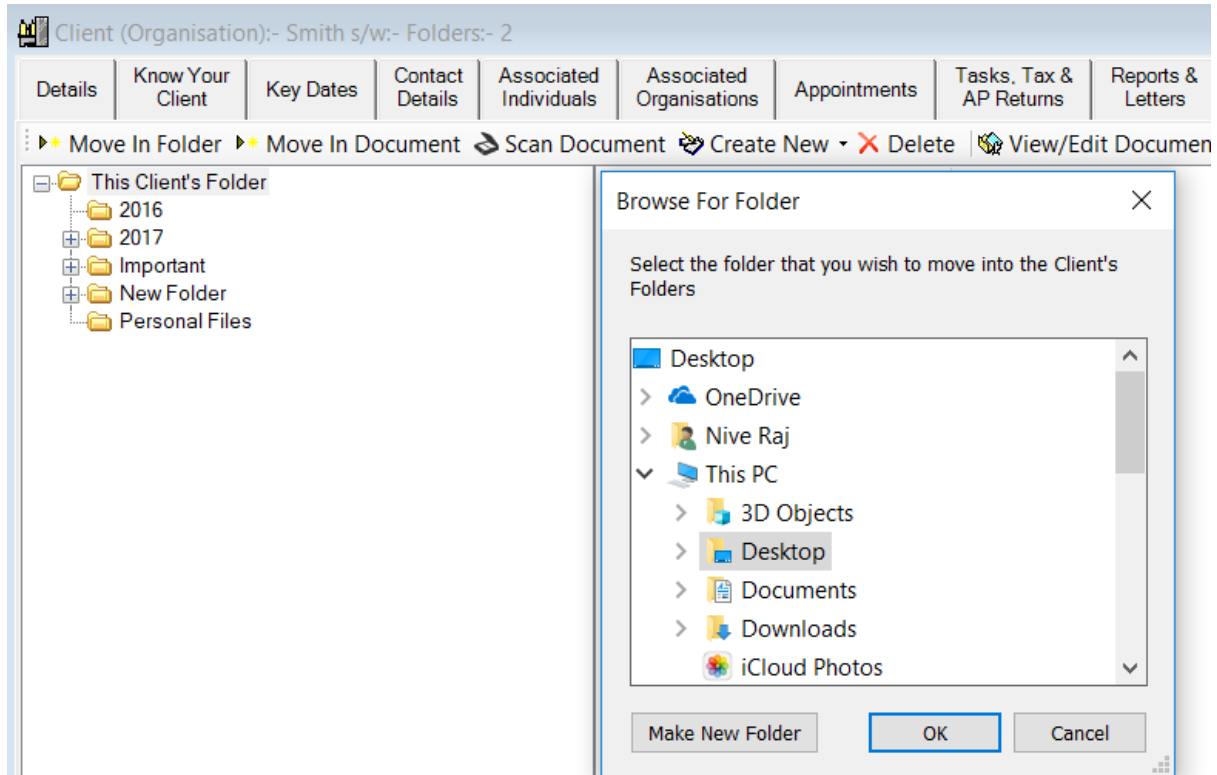 Client (Organisation):- Smith s/w:- Folders:- 2
Details
Know Your
Client
Key Dates
Contact
Details
Associated
Individuals
Associated
Organisations
Appointments
Tasks, Tax &
AP Returns
Reports &
Letters
Move In Folder Move In Document Scan Document Create New Delete View/Edit Documen
This Client's Folder
2016
2017
Important
New Folder
Personal Files
Browse For Folder
Select the folder that you wish to move into the Client's
Folders
Desktop
OneDrive
Nive Raj
This PC
3D Objects
Desktop
Documents
Downloads
iCloud Photos
Make New Folder OK Cancel